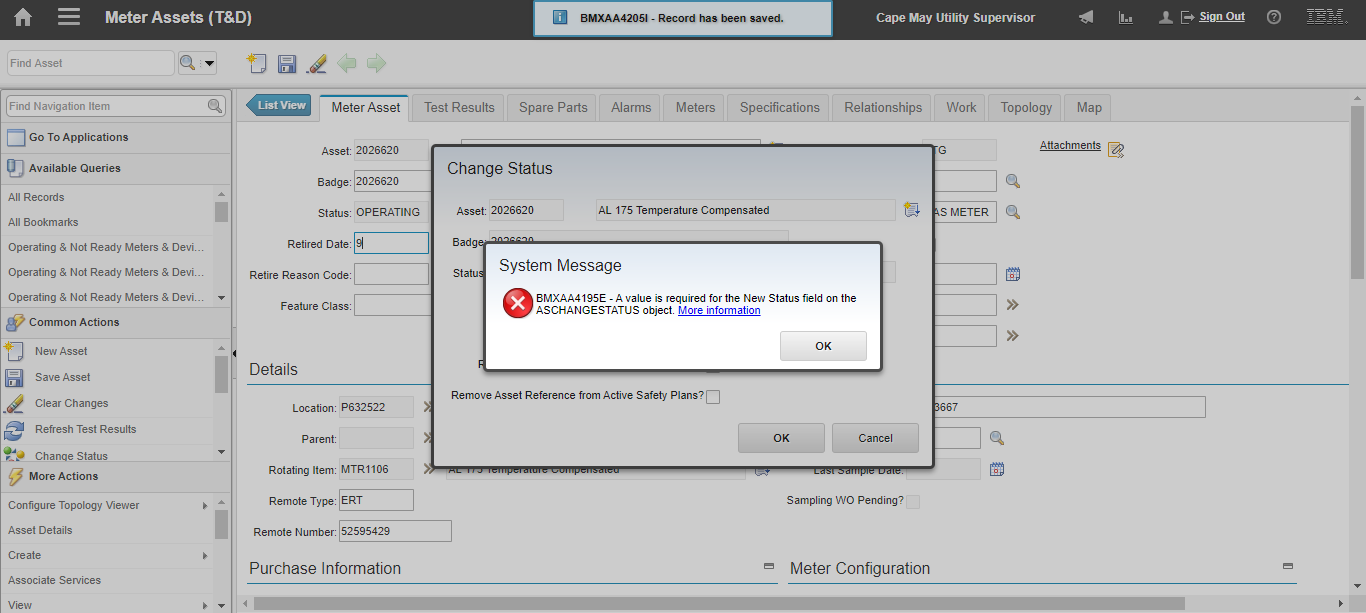 Meter Assets (T&D)
BMXAA4205I - Record has been saved.
Cape May Utility Supervisor
Sign Out
IBM.
Find Asset
Find Navigation Item
Go To Applications
Available Queries
All Records
All Bookmarks
Operating & Not Ready Meters & Devi...
Operating & Not Ready Meters & Devi...
Operating & Not Ready Meters & Devi...
Common Actions
New Asset
Save Asset
Clear Changes
Refresh Test Results
Change Status
More Actions
Configure Topology Viewer
Asset Details
Create
Associate Services
View
List View
Meter Asset
Test Results
Spare Parts
Alarms
Meters
Specifications
Relationships
Work
Topology
Map
Asset: 2026620
TG
Attachments
Badge: 2026620
Status: OPERATING
AS METER
Retired Date: 9
Retire Reason Code:
Feature Class:
Change Status
Asset: 2026620
AL 175 Temperature Compensated
Badge: 2026620
Status
System Message
BMXAA4195E - A value is required for the New Status field on the
ASCHANGESTATUS object. More information
OK
Remove Asset Reference from Active Safety Plans?
OK
Cancel
Details
Location: P632522
3667
Parent:
Rotating Item: MTR1106
AL 175 Temperature Compensated
Last Sample Date:
Remote Type: ERT
Sampling WO Pending?
Remote Number: 52595429
Purchase Information
Meter Configuration